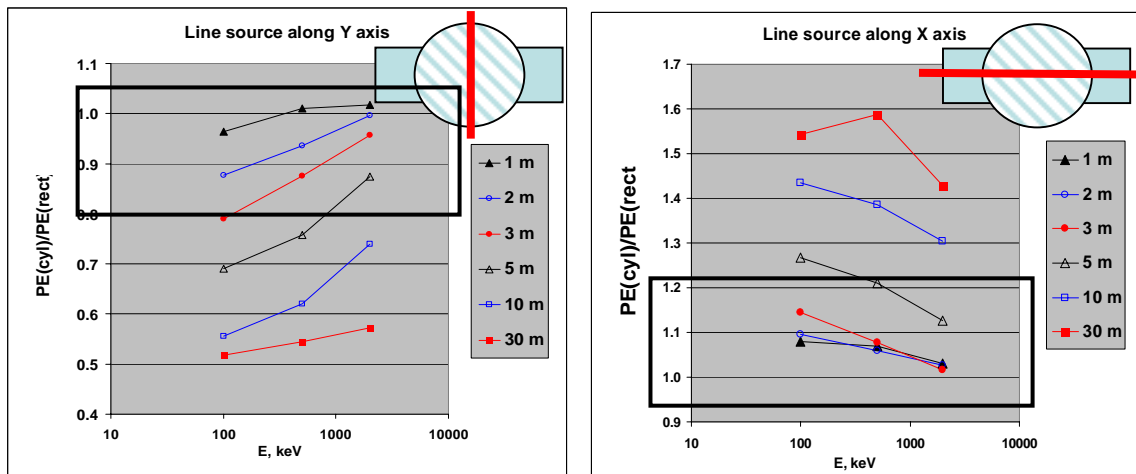 Line source along Y axis
PE(cyl)/PE(rect)
1.1
1.0
0.9
0.8
0.7
0.6
0.5
0.4
10
100
1000
10000
E, keV
1 m
2 m
3 m
5 m
10 m
30 m
Line source along X axis
PE(cyl)/PE(rect
1.7
1.6
1.5
1.4
1.3
1.2
1.1
1.0
0.9
10
100
1000
10000
E, keV
1 m
2 m
3 m
5 m
10 m
30 m